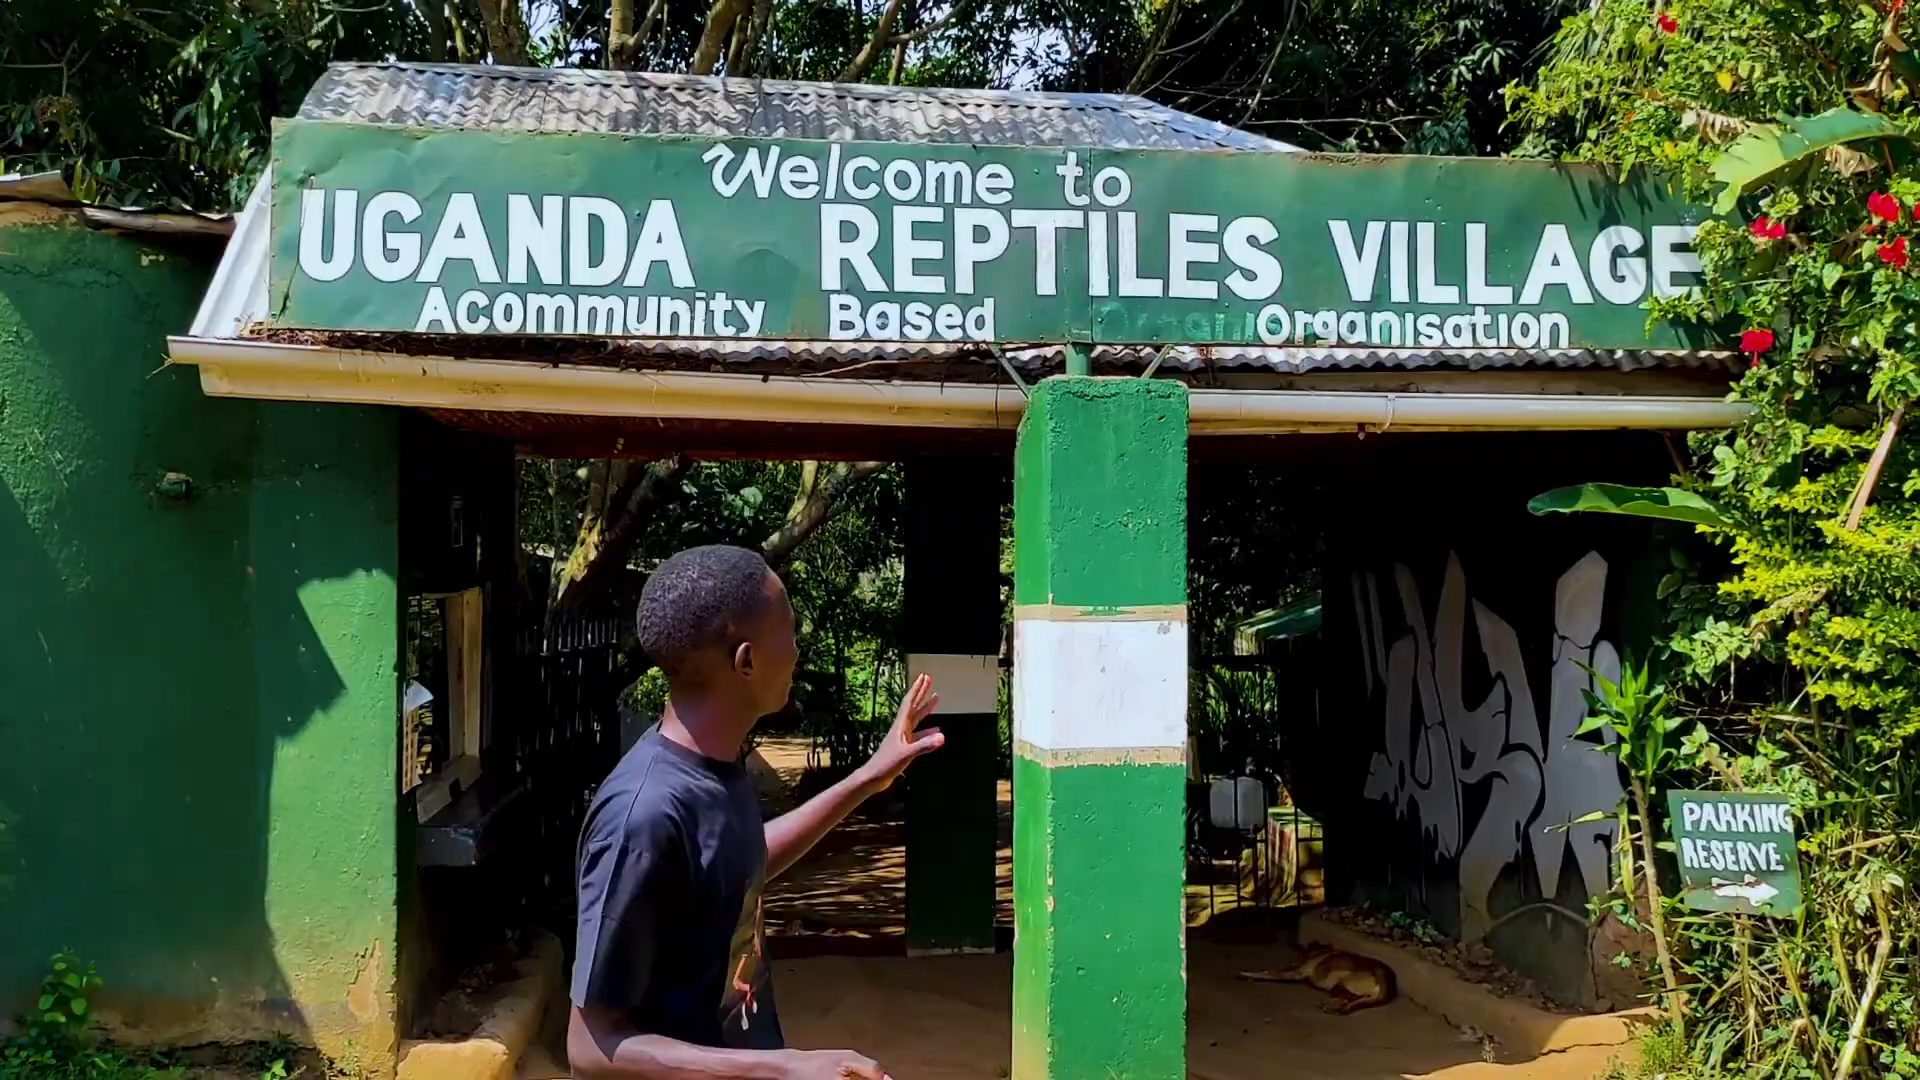 Welcome to
UGANDA REPTILES VILLAGE
Acommunity Based Organisation
PARKING
RESERVE